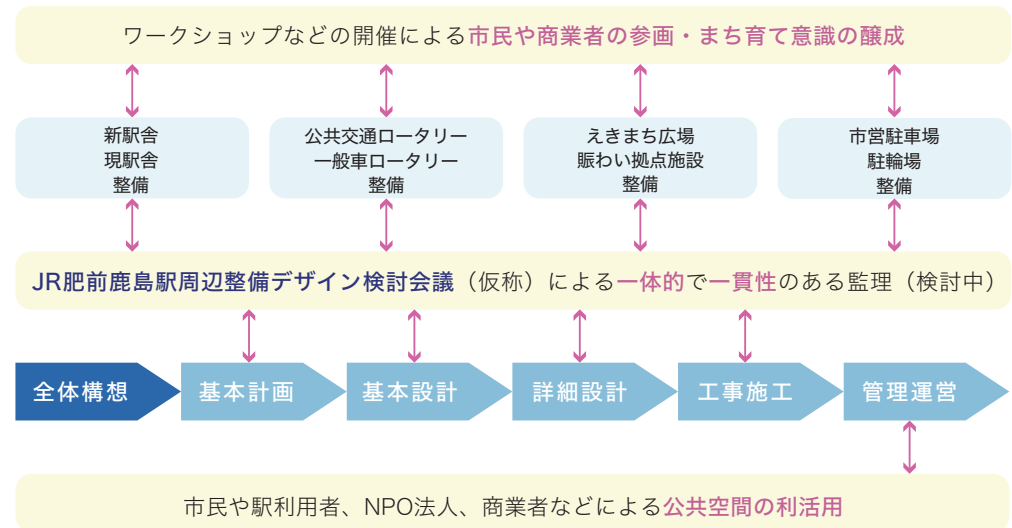 ワークショップなどの開催による市民や商業者の参画・まち育て意識の醸成
新駅舎
現駅舎
整備
公共交通ロータリー
一般車ロータリー
整備
えきまち広場
賑わい拠点施設
整備
市営駐車場
駐輪場
整備
JR肥前鹿島駅周辺整備デザイン検討会議（仮称）による一体的で一貫性のある監理（検討中）
全体構想
基本計画
基本設計
詳細設計
工事施工
管理運営
市民や駅利用者、NPO法人、商業者などによる公共空間の利活用